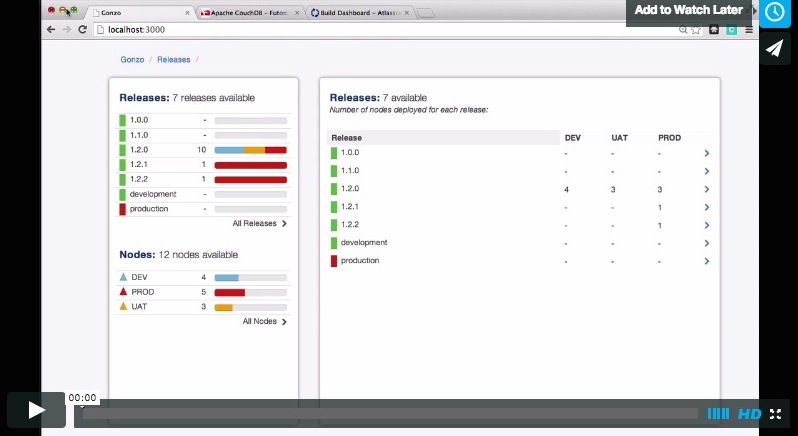 Add to Watch Later
Gonzo
Apache CouchDB - Futon:
Build Dashboard - Atlassi
localhost:3000
Gonzo / Releases /
Releases: 7 releases available
1.0.0 -
1.1.0 -
1.2.0 10
1.2.1 1
1.2.2 1
development -
production -
All Releases
Nodes: 12 nodes available
DEV 4
PROD 5
UAT 3
All Nodes
Releases: 7 available
Number of nodes deployed for each release:
Release DEV UAT PROD
1.0.0 - - -
1.1.0 - - -
1.2.0 4 3 3
1.2.1 - - 1
1.2.2 - - 1
development - - -
production - - -
00:00
HD